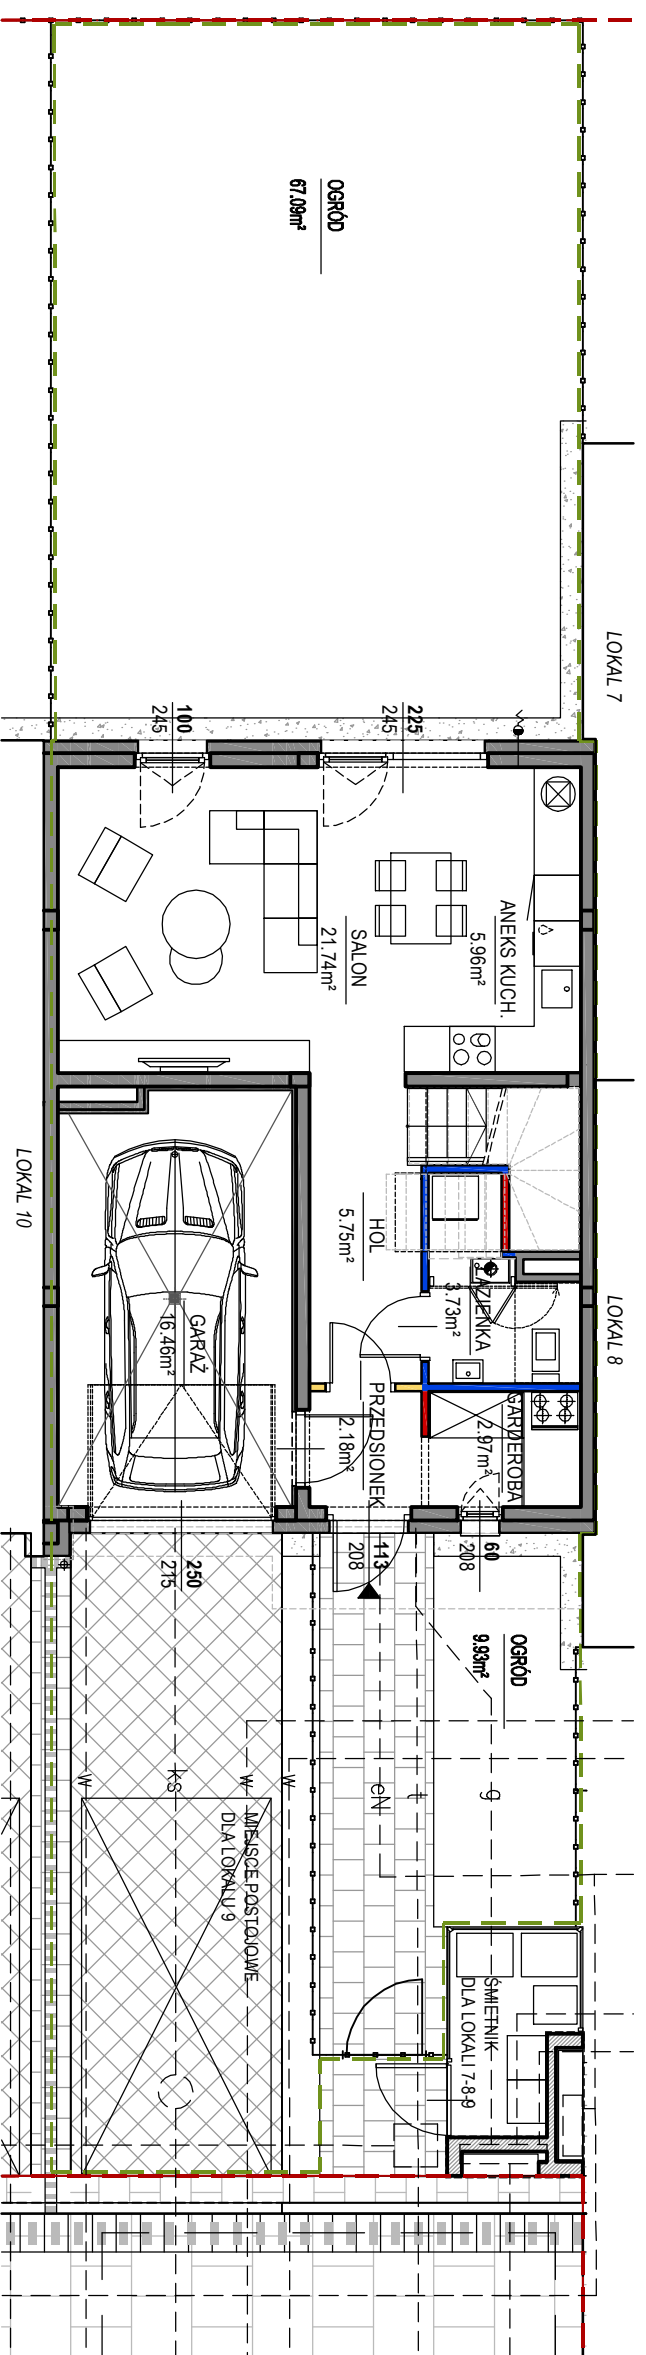 OGRÓD
67.09m²
LOKAL 7
100
245
225
245
ANEKS KUCH.
5.96m²
SALON
21.74m²
LOKAL 10
HOL
5.75m²
ŁAZIENKA
3.73m²
LOKAL 8
GARAŻ
16.46m²
PRZEDSIONEK
2.18m²
GARDEROBA
2.97m²
250
215
113
208
60
208
OGRÓD
9.93m²
W
ks
W
W
eN
t
g
MIEJSCE POSTOJOWE
DLA LOKALU 9
ŚMIETNIK
DLA LOKALI 7-8-9